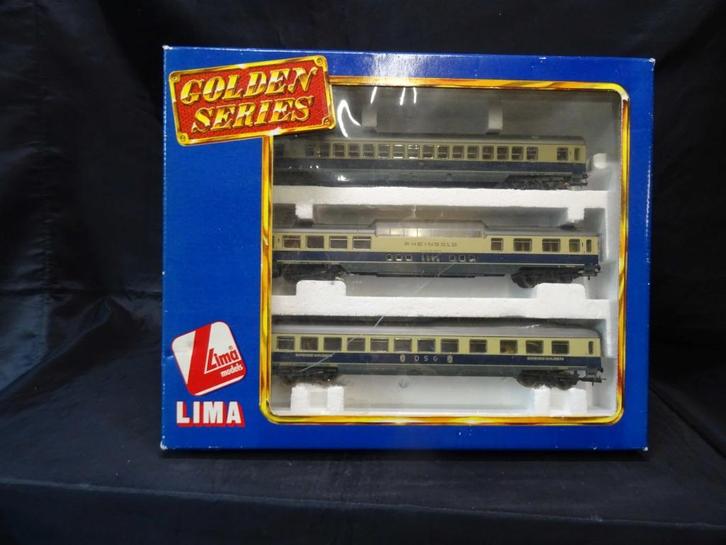 GOLDEN
SERIES
RHEINGOLD
DSG
Lima
models
LIMA